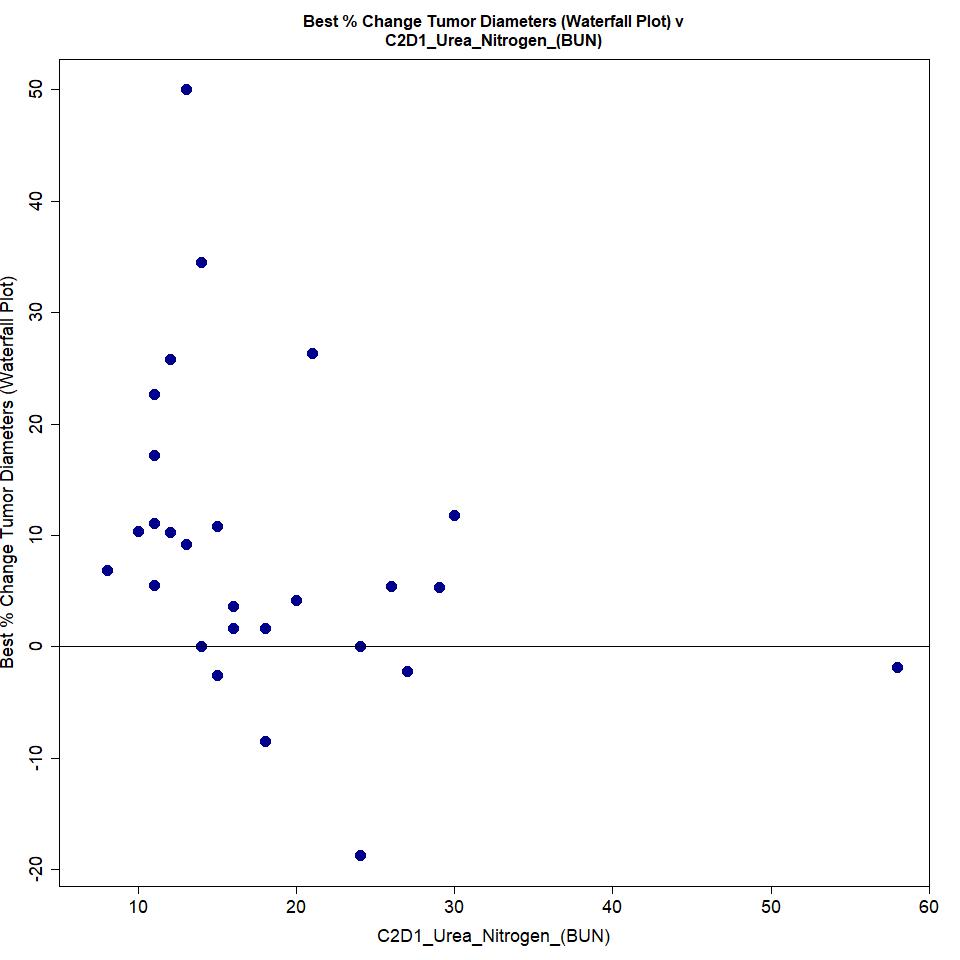 Best % Change Tumor Diameters (Waterfall Plot) v
C2D1_Urea_Nitrogen_(BUN)
Best % Change Tumor Diameters (Waterfall Plot)
50
40
30
20
10
0
-10
-20
10 20 30 40 50 60
C2D1_Urea_Nitrogen_(BUN)